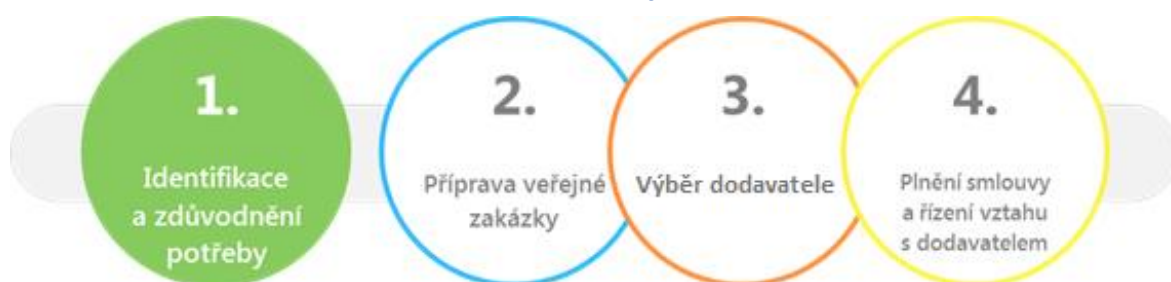 1.
Identifikace
a zdůvodnění
potřeby
2.
Příprava veřejné
zakázky
3.
Výběr dodavatele
4.
Plnění smlouvy
a řízení vztahu
s dodavatelem